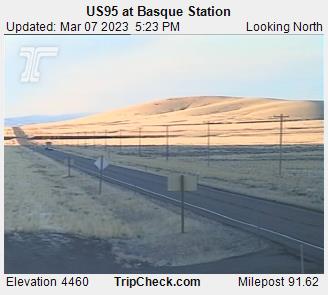 US95 at Basque Station
Updated: Mar 07 2023 5:23 PM Looking North
Elevation 4460 TripCheck.com Milepost 91.62